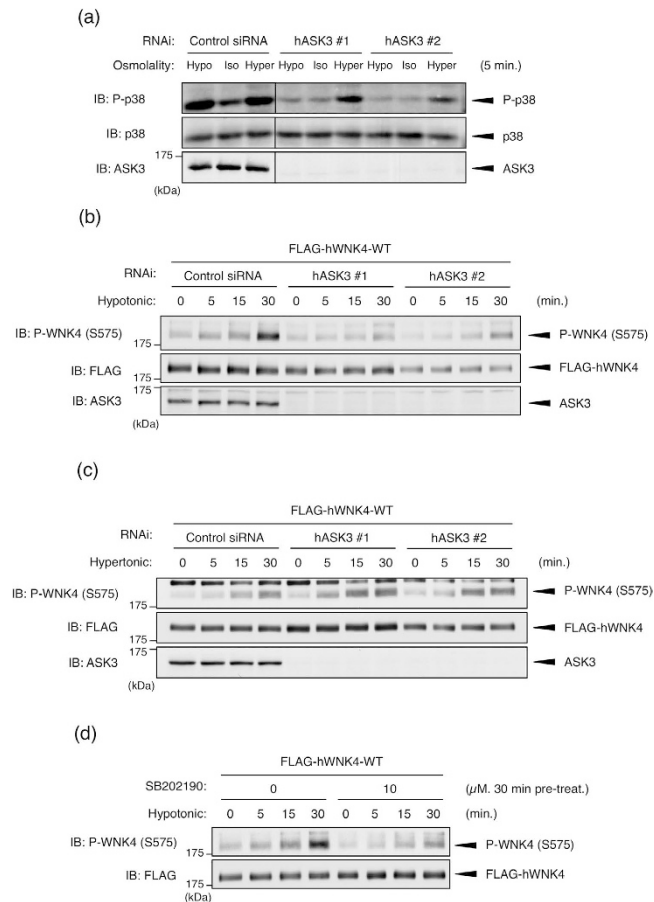 (a)
RNAi: Control siRNA hASK3 #1 hASK3 #2
Osmolality: Hypo Iso Hyper Hypo Iso Hyper Hypo Iso Hyper (5 min.)
IB: P-p38 P-p38
IB: p38 p38
175
IB: ASK3 ASK3
(kDa)
(b)
FLAG-hWNK4-WT
RNAi: Control siRNA hASK3 #1 hASK3 #2
Hypotonic: 0 5 15 30 0 5 15 30 0 5 15 30 (min.)
IB: P-WNK4 (S575) P-WNK4 (S575)
175
IB: FLAG FLAG-hWNK4
175
175
IB: ASK3 ASK3
(kDa)
(c)
FLAG-hWNK4-WT
RNAi: Control siRNA hASK3 #1 hASK3 #2
Hypertonic: 0 5 15 30 0 5 15 30 0 5 15 30 (min.)
IB: P-WNK4 (S575) P-WNK4 (S575)
175
IB: FLAG FLAG-hWNK4
175
175
IB: ASK3 ASK3
(kDa)
(d)
FLAG-hWNK4-WT
SB202190: 0 10 (µM. 30 min pre-treat.)
Hypotonic: 0 5 15 30 0 5 15 30 (min.)
IB: P-WNK4 (S575) P-WNK4 (S575)
175
IB: FLAG FLAG-hWNK4
175
(kDa)